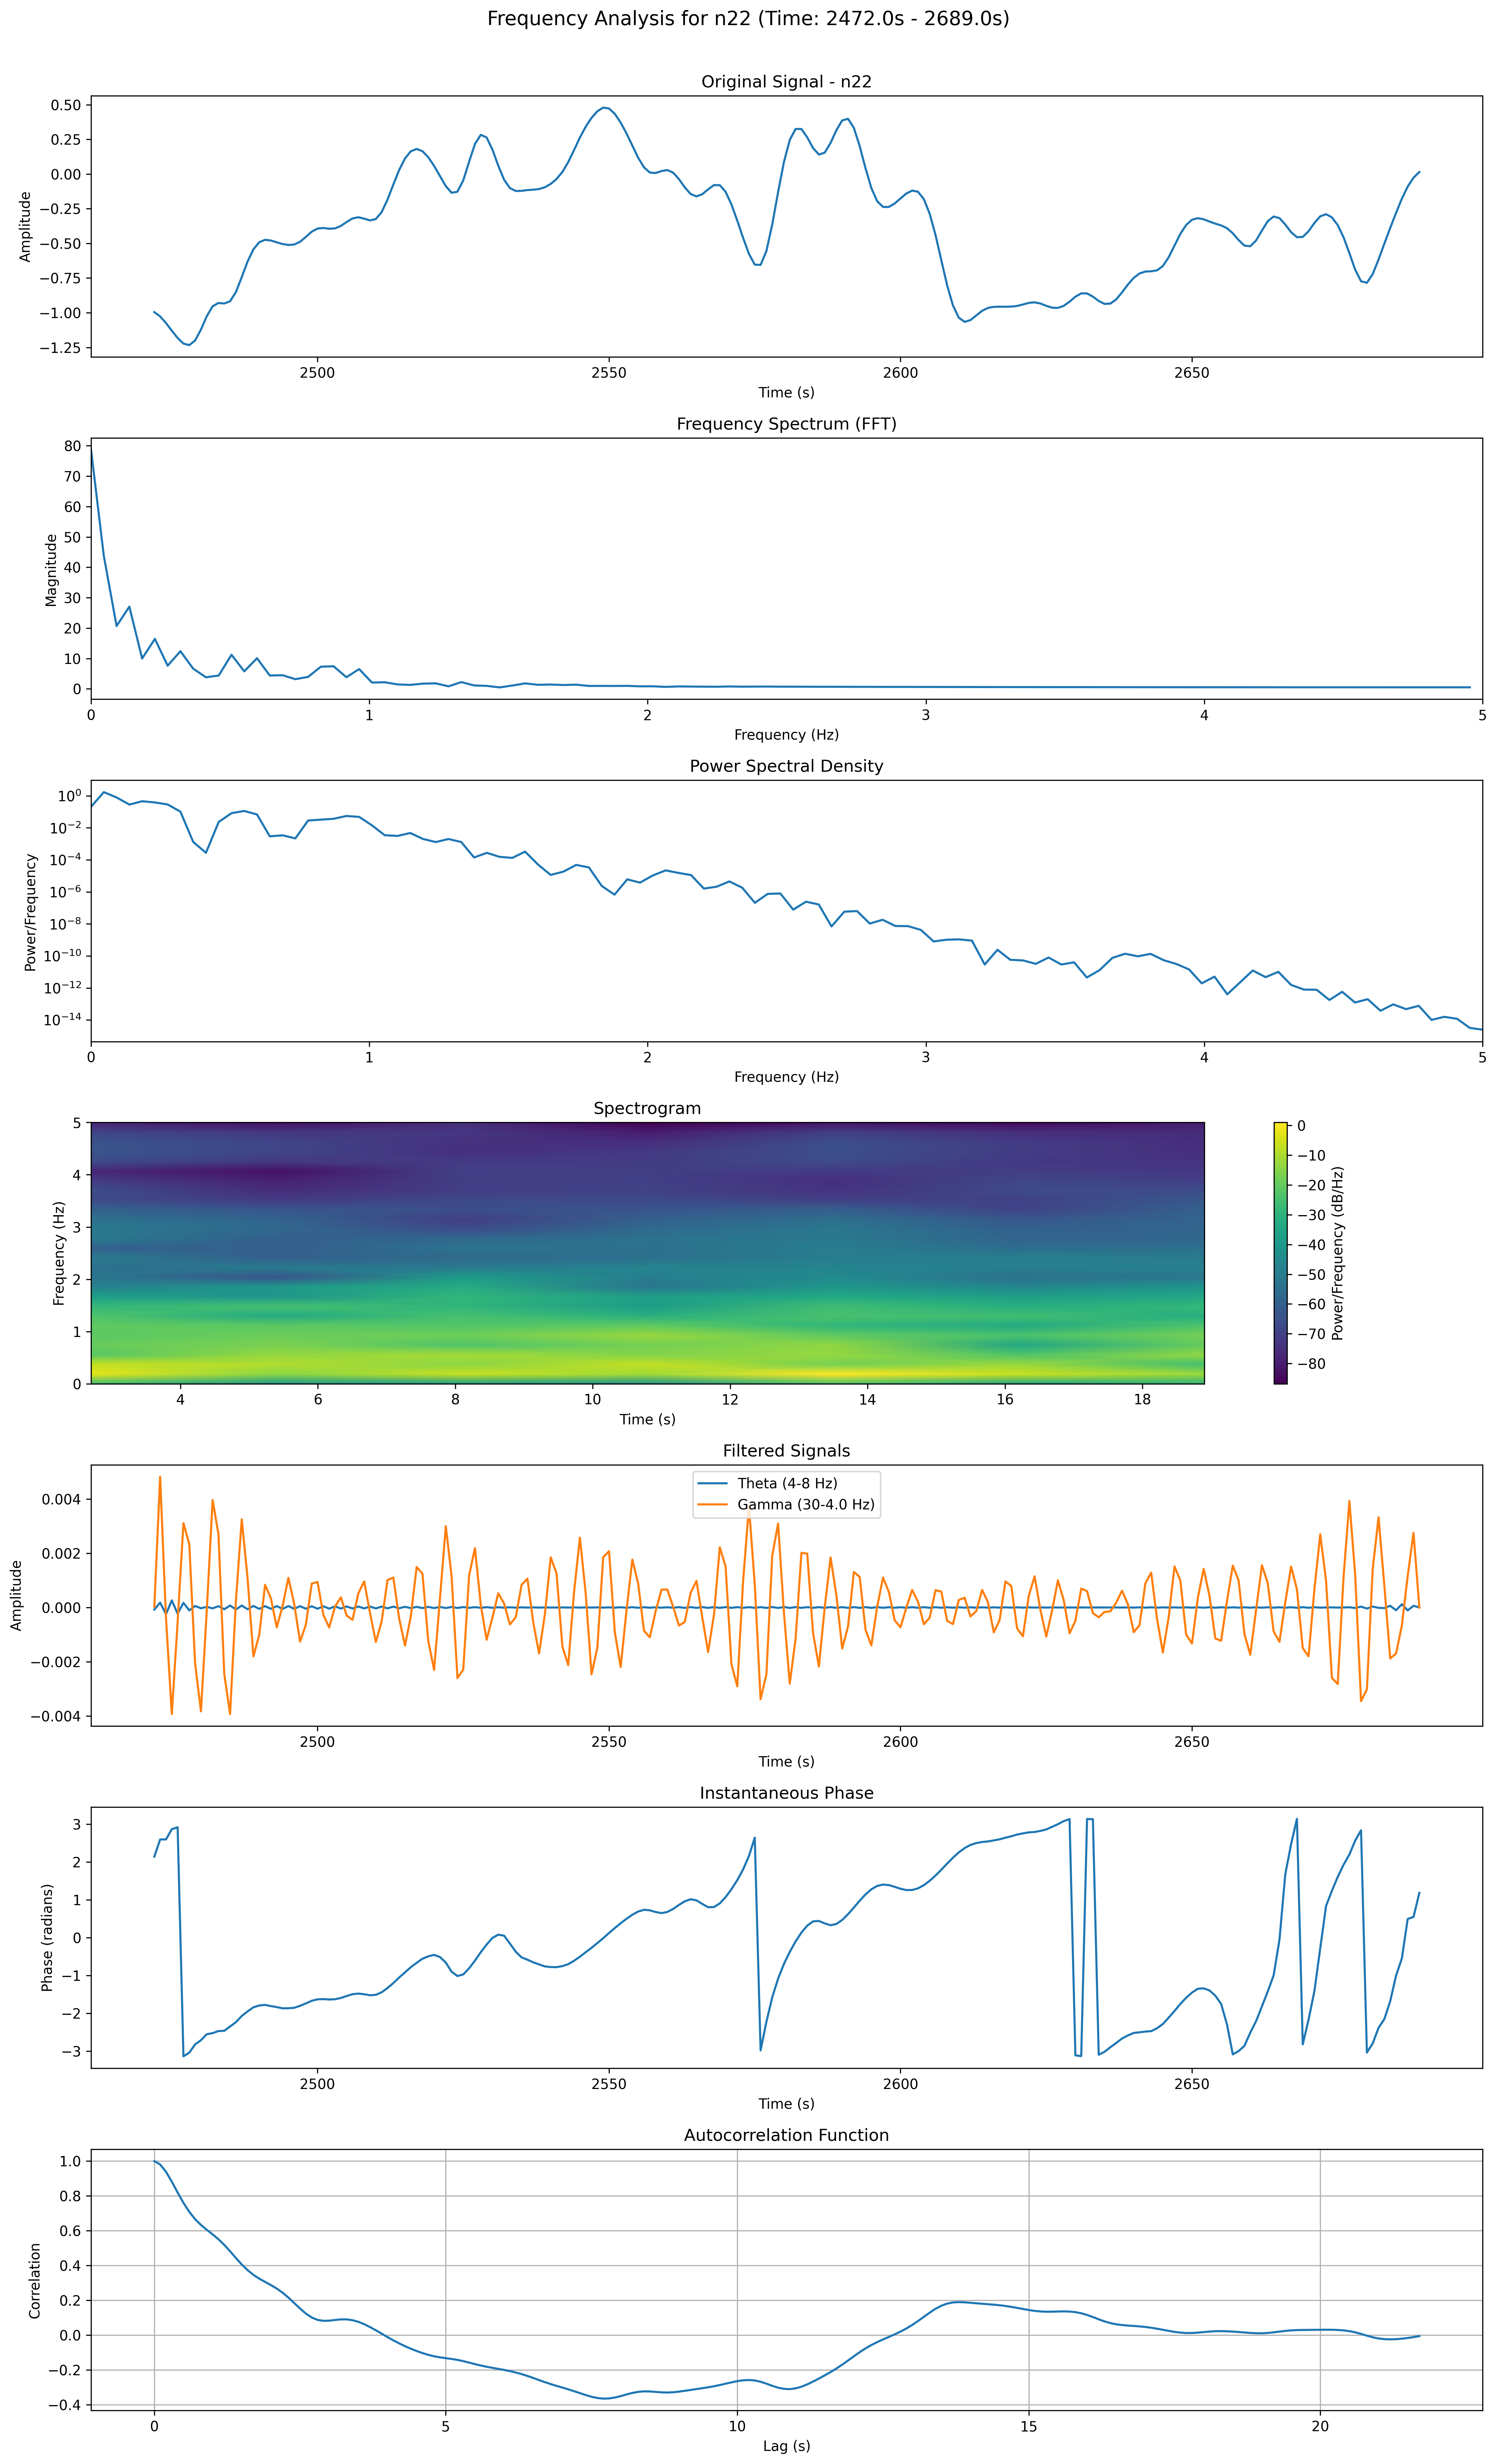 Frequency Analysis for n22 (Time: 2472.0s - 2689.0s)
Original Signal - n22
0.50
0.25
0.00
−0.25
−0.50
−0.75
−1.00
−1.25
Amplitude
2500 2550 2600 2650
Time (s)
Frequency Spectrum (FFT)
80
70
60
50
40
30
20
10
0
Magnitude
0 1 2 3 4 5
Frequency (Hz)
Power Spectral Density
10⁰
10⁻²
10⁻⁴
10⁻⁶
10⁻⁸
10⁻¹⁰
10⁻¹²
10⁻¹⁴
Power/Frequency
0 1 2 3 4 5
Frequency (Hz)
Spectrogram
5
4
3
2
1
0
Frequency (Hz)
4 6 8 10 12 14 16 18
Time (s)
0
−10
−20
−30
−40
−50
−60
−70
−80
Power/Frequency (dB/Hz)
Filtered Signals
Theta (4-8 Hz)
Gamma (30-4.0 Hz)
0.004
0.002
0.000
−0.002
−0.004
Amplitude
2500 2550 2600 2650
Time (s)
Instantaneous Phase
3
2
1
0
−1
−2
−3
Phase (radians)
2500 2550 2600 2650
Time (s)
Autocorrelation Function
1.0
0.8
0.6
0.4
0.2
0.0
−0.2
−0.4
Correlation
0 5 10 15 20
Lag (s)